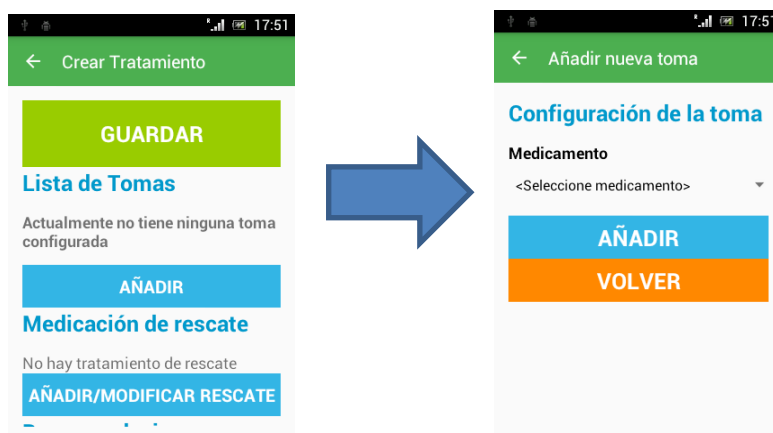 17:51
Crear Tratamiento
GUARDAR
Lista de Tomas
Actualmente no tiene ninguna toma
configurada
AÑADIR
Medicación de rescate
No hay tratamiento de rescate
AÑADIR/MODIFICAR RESCATE
17:51
Añadir nueva toma
Configuración de la toma
Medicamento
<Seleccione medicamento>
AÑADIR
VOLVER